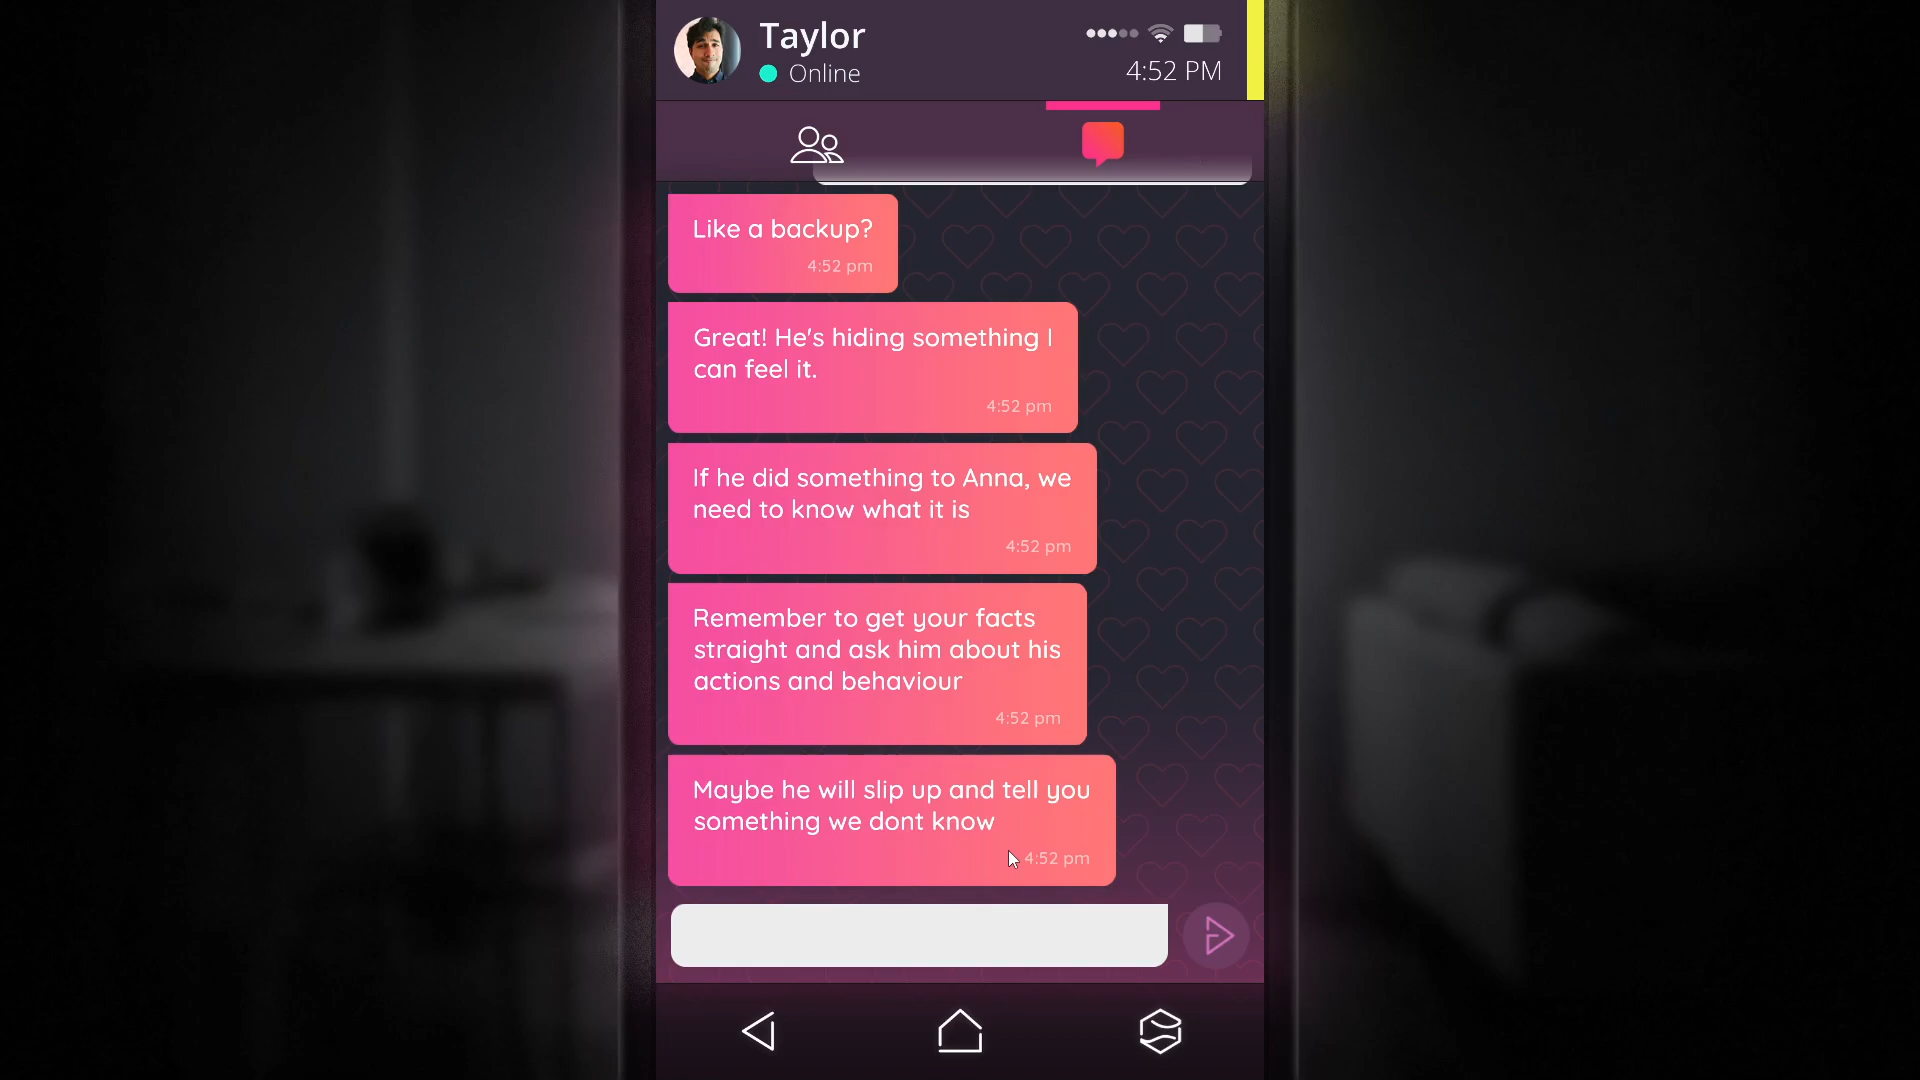 Taylor
Online
4:52 PM
Like a backup?
4:52 pm
Great! He's hiding something I
can feel it.
4:52 pm
If he did something to Anna, we
need to know what it is
4:52 pm
Remember to get your facts
straight and ask him about his
actions and behaviour
4:52 pm
Maybe he will slip up and tell you
something we dont know
4:52 pm